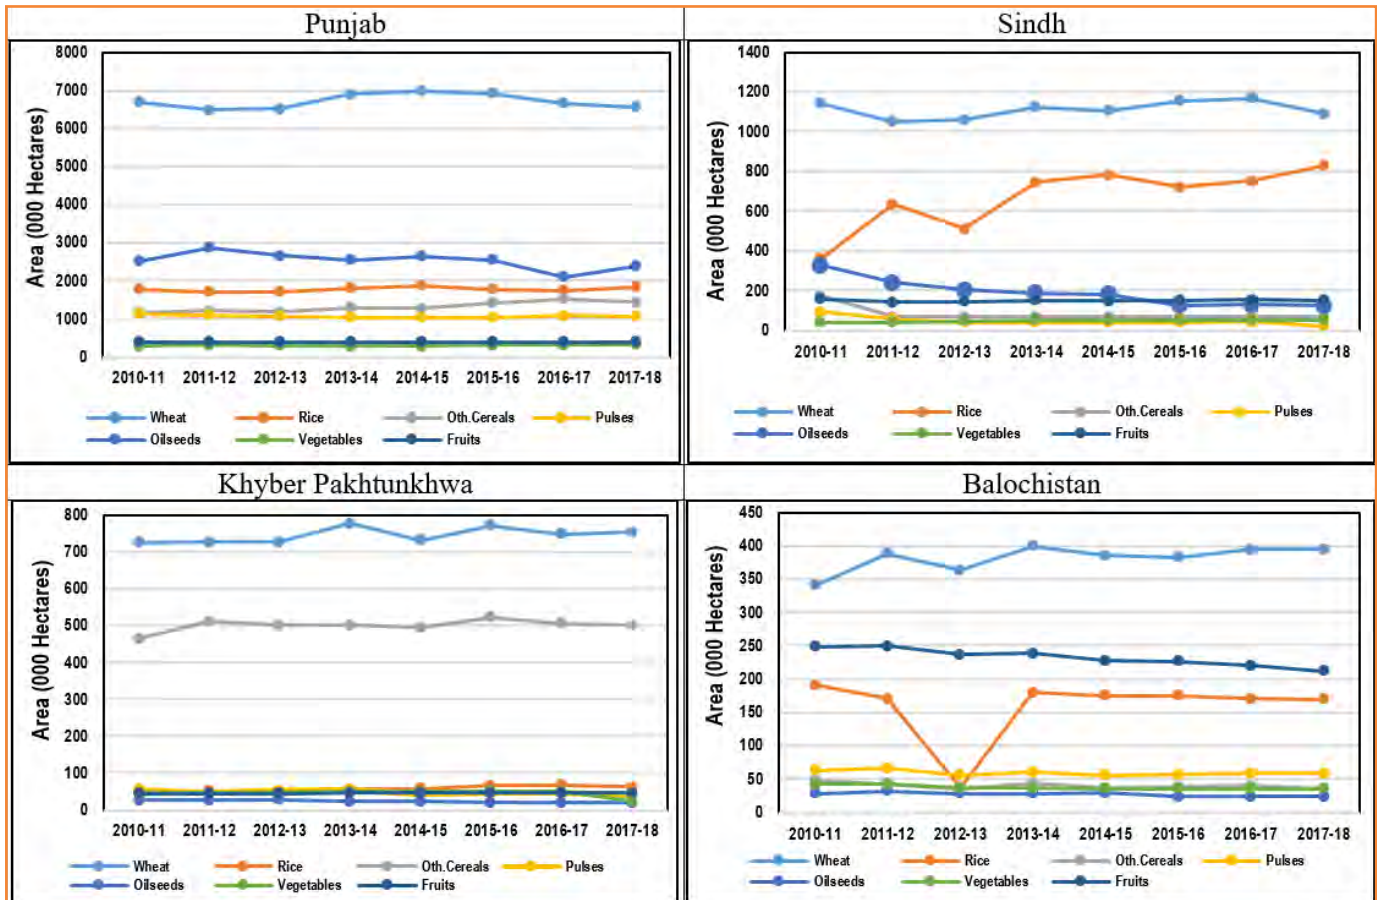 Punjab
Area (000 Hectares)
8000
7000
6000
5000
4000
3000
2000
1000
0
2010-11 2011-12 2012-13 2013-14 2014-15 2015-16 2016-17 2017-18
Wheat Rice Oth.Cereals Pulses
Oilseeds Vegetables Fruits
Sindh
Area (000 Hectares)
1400
1200
1000
800
600
400
200
0
2010-11 2011-12 2012-13 2013-14 2014-15 2015-16 2016-17 2017-18
Wheat Rice Oth.Cereals Pulses
Oilseeds Vegetables Fruits
Khyber Pakhtunkhwa
Area (000 Hectares)
800
700
600
500
400
300
200
100
0
2010-11 2011-12 2012-13 2013-14 2014-15 2015-16 2016-17 2017-18
Wheat Rice Oth.Cereals Pulses
Oilseeds Vegetables Fruits
Balochistan
Area (000 Hectares)
450
400
350
300
250
200
150
100
50
0
2010-11 2011-12 2012-13 2013-14 2014-15 2015-16 2016-17 2017-18
Wheat Rice Oth.Cereals Pulses
Oilseeds Vegetables Fruits